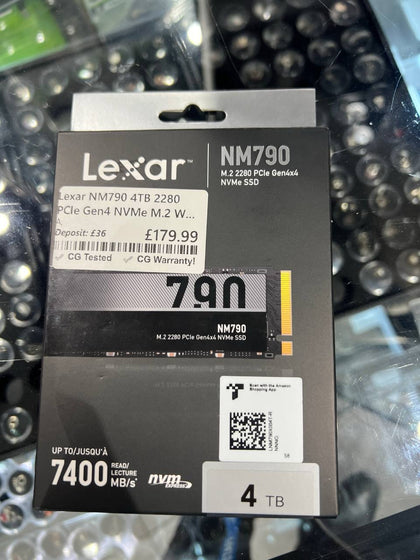 Lexar
NM790
M.2 2280 PCIe Gen4x4
NVMe SSD
Lexar NM790 4TB 2280
PCIe Gen4 NVMe M.2 W...
A
Deposit: £36
£179.99
✓ CG Tested ✓ CG Warranty!
790
NM790
M.2 2280 PCIe Gen4x4 NVMe SSD
Scan with the Amazon
Shopping App
UP TO/JUSQU'À
7400 READ/
LECTURE
MB/s
nvm
EXPRESS
4 TB